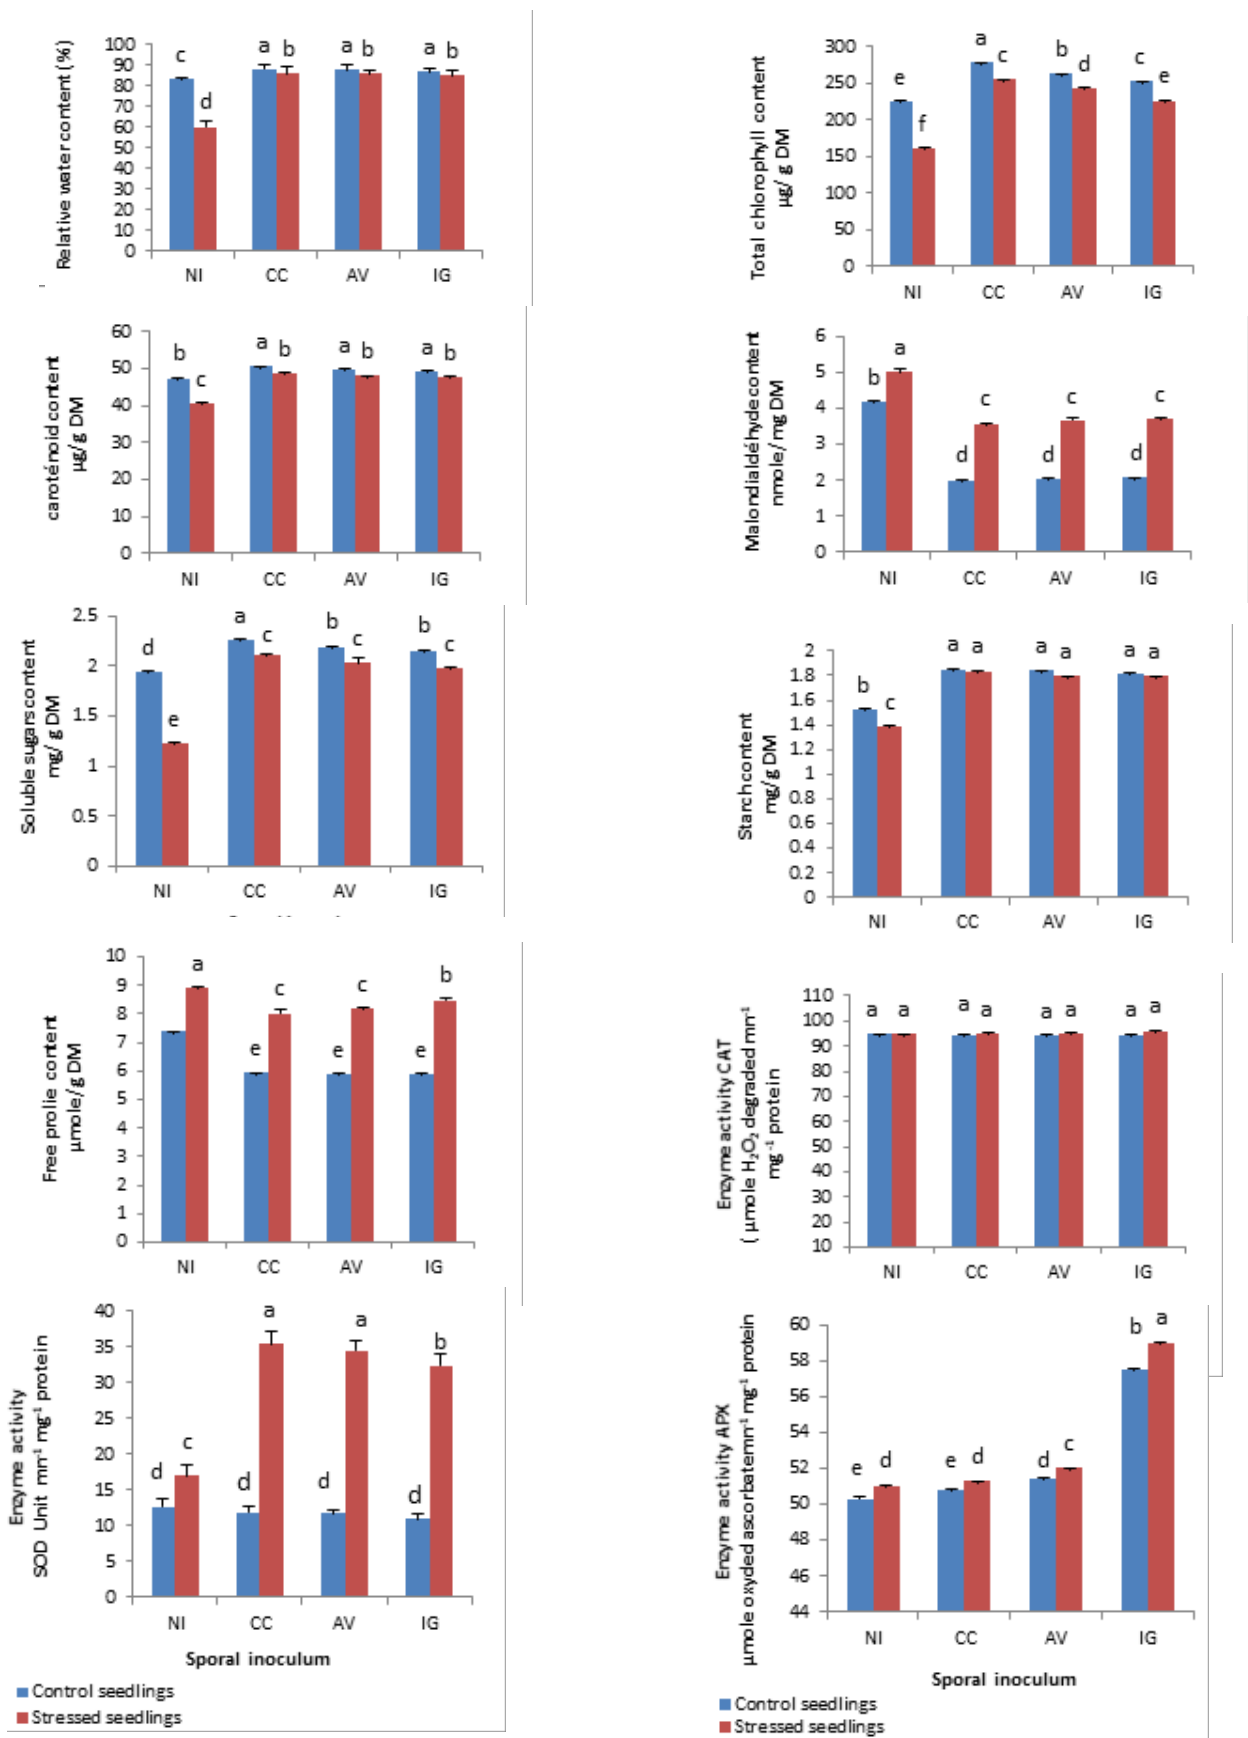 Relative water content (%)
100
90
80
70
60
50
40
30
20
10
0
c
d
a
b
a
b
a
b
NI
CC
AV
IG
Total chlorophyll content
µg/ g DM
300
250
200
150
100
50
0
e
f
a
c
b
d
c
e
NI
CC
AV
IG
caroténoid content
µg/g DM
60
50
40
30
20
10
0
b
c
a
b
a
b
a
b
NI
CC
AV
IG
Malondialdéhyde content
nmole/ mg DM
6
5
4
3
2
1
0
b
a
d
c
d
c
d
c
NI
CC
AV
IG
Soluble sugars content
mg/ g DM
2.5
2
1.5
1
0.5
0
d
e
a
c
b
c
b
c
NI
CC
AV
IG
Starch content
mg/g DM
2
1.8
1.6
1.4
1.2
1
0.8
0.6
0.4
0.2
0
b
c
a
a
a
a
a
a
NI
CC
AV
IG
Free prolie content
µmole/g DM
10
9
8
7
6
5
4
3
2
1
0
a
e
c
e
c
e
b
NI
CC
AV
IG
Enzyme activity CAT
( µmole H₂O₂ degraded mn⁻¹
mg⁻¹ protein
110
100
90
80
70
60
50
40
30
20
10
a
a
a
a
a
a
a
a
NI
CC
AV
IG
Enzyme activity
SOD Unit mn⁻¹ mg⁻¹ protein
40
35
30
25
20
15
10
5
0
d
c
d
a
d
a
d
b
NI
CC
AV
IG
Sporal inoculum
Control seedlings
Stressed seedlings
Enzyme activity APX
µmole oxyded ascorbate mn⁻¹ mg⁻¹ protein
60
58
56
54
52
50
48
46
44
e
d
e
d
d
c
b
a
NI
CC
AV
IG
Sporal inoculum
Control seedlings
Stressed seedlings